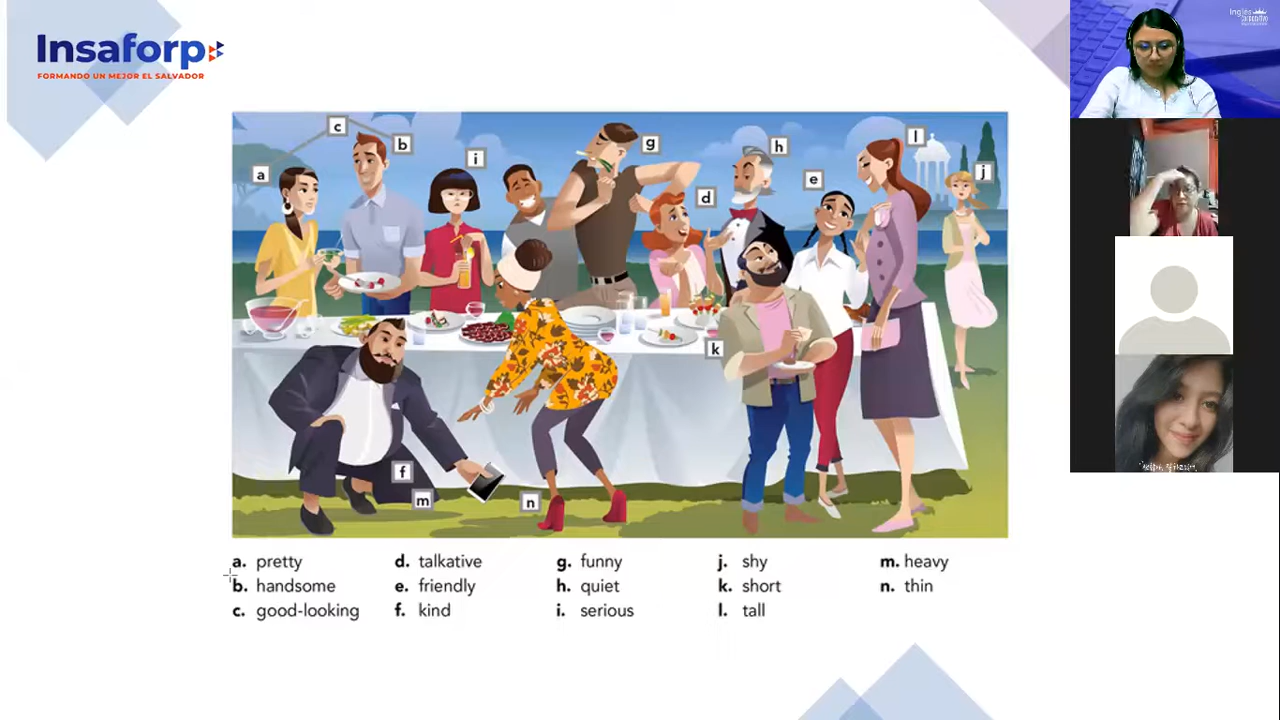 Insaforp
FORMANDO UN MEJOR EL SALVADOR
Inglés
c
b
a
i
g
h
l
e
j
d
k
f
m
n
a. pretty
b. handsome
c. good-looking
d. talkative
e. friendly
f. kind
g. funny
h. quiet
i. serious
j. shy
k. short
l. tall
m. heavy
n. thin